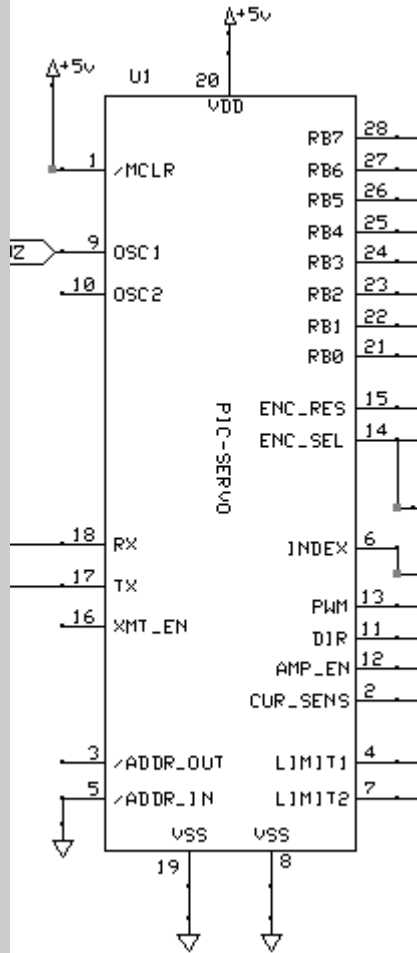 +5v
+5v
U1
20
VDD
1
/MCLR
9
OSC1
10
OSC2
18
RX
17
TX
16
XMT_EN
3
/ADDR_OUT
5
/ADDR_IN
PIC-SERVO
RB7
28
RB6
27
RB5
26
RB4
25
RB3
24
RB2
23
RB1
22
RB0
21
ENC_RES
15
ENC_SEL
14
INDEX
6
PWM
13
DIR
11
AMP_EN
12
CUR_SENS
2
LIMIT1
4
LIMIT2
7
VSS
19
VSS
8